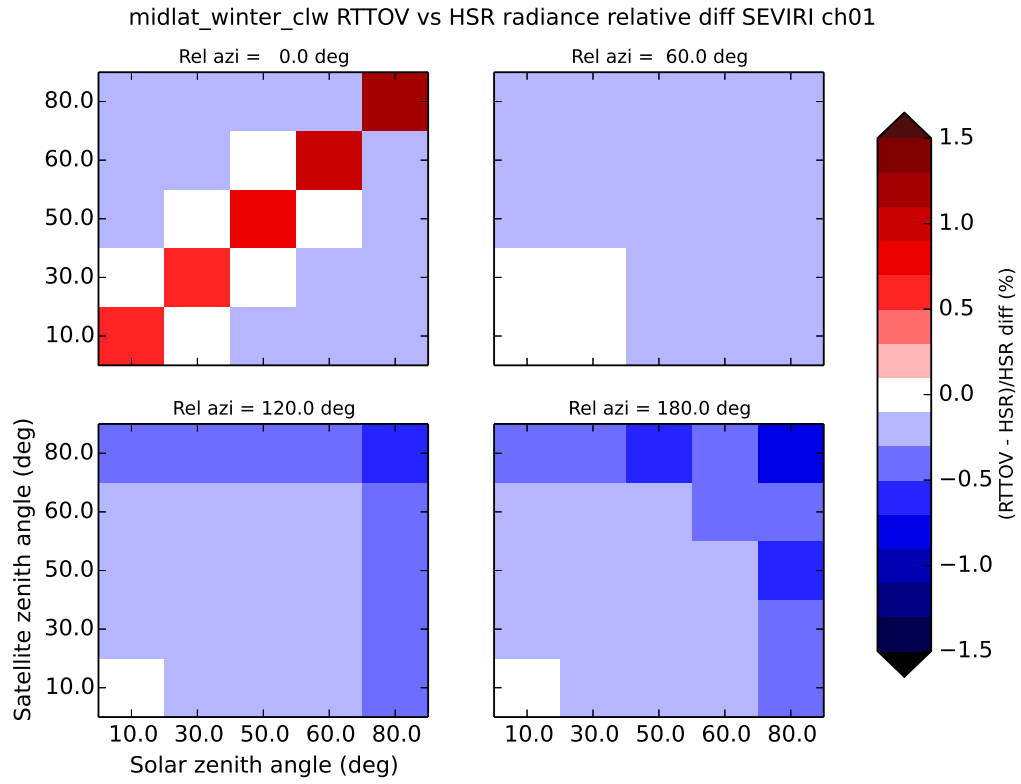 midlat_winter_clw RTTOV vs HSR radiance relative diff SEVIRI ch01
Rel azi =   0.0 deg
80.0
60.0
50.0
30.0
10.0
Rel azi =  60.0 deg
Rel azi = 120.0 deg
80.0
60.0
50.0
30.0
10.0
10.0 30.0 50.0 60.0 80.0
Satellite zenith angle (deg)
Solar zenith angle (deg)
Rel azi = 180.0 deg
10.0 30.0 50.0 60.0 80.0
1.5
1.0
0.5
0.0
−0.5
−1.0
−1.5
(RTTOV - HSR)/HSR diff (%)